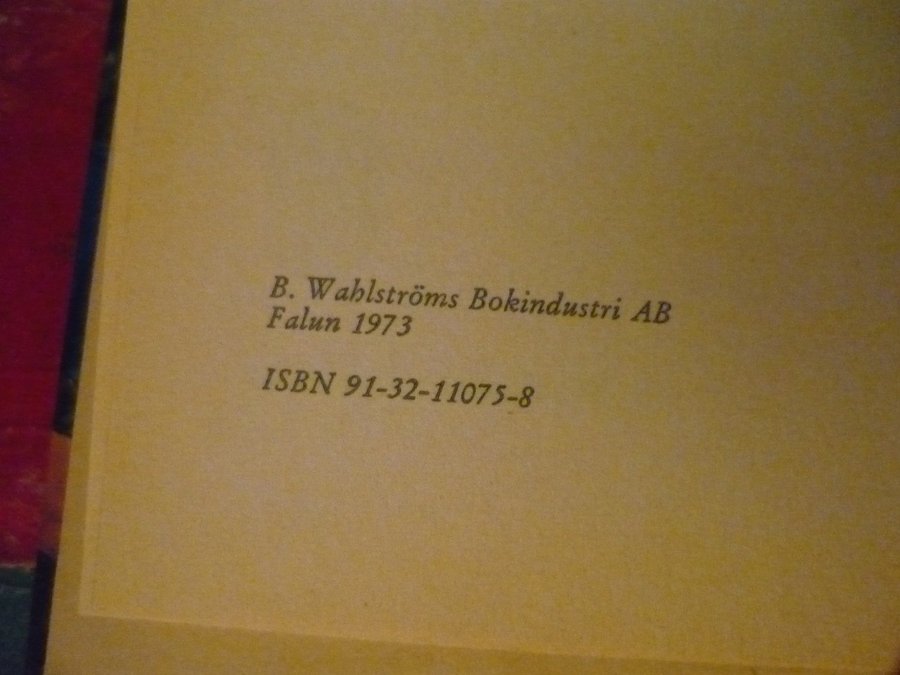 B. Wahlströms Bokindustri AB
Falun 1973
ISBN 91-32-11075-8